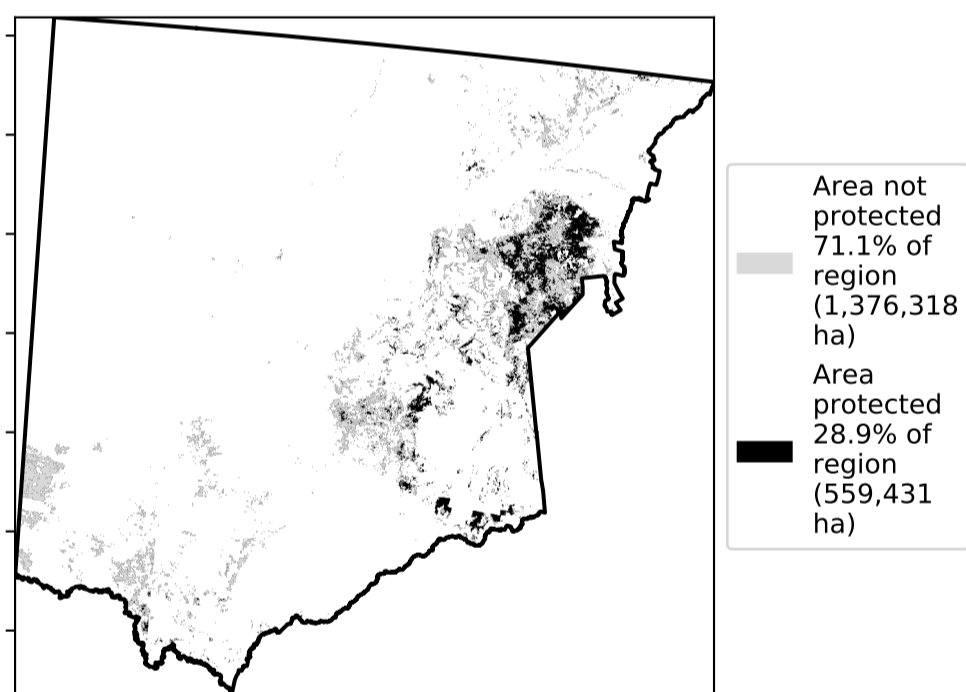 Area not
protected
71.1% of
region
(1,376,318
ha)
Area
protected
28.9% of
region
(559,431
ha)